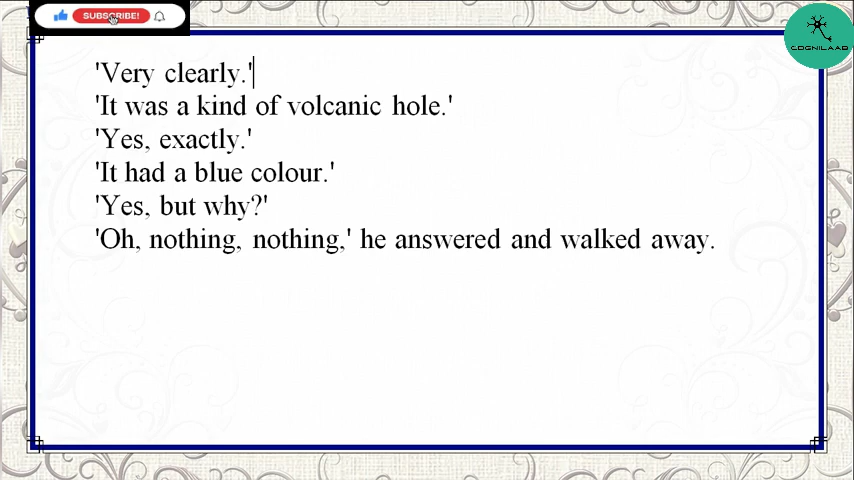 SUBSCRIBE!
COGNILAAB
'Very clearly.'
'It was a kind of volcanic hole.'
'Yes, exactly.'
'It had a blue colour.'
'Yes, but why?'
'Oh, nothing, nothing,' he answered and walked away.